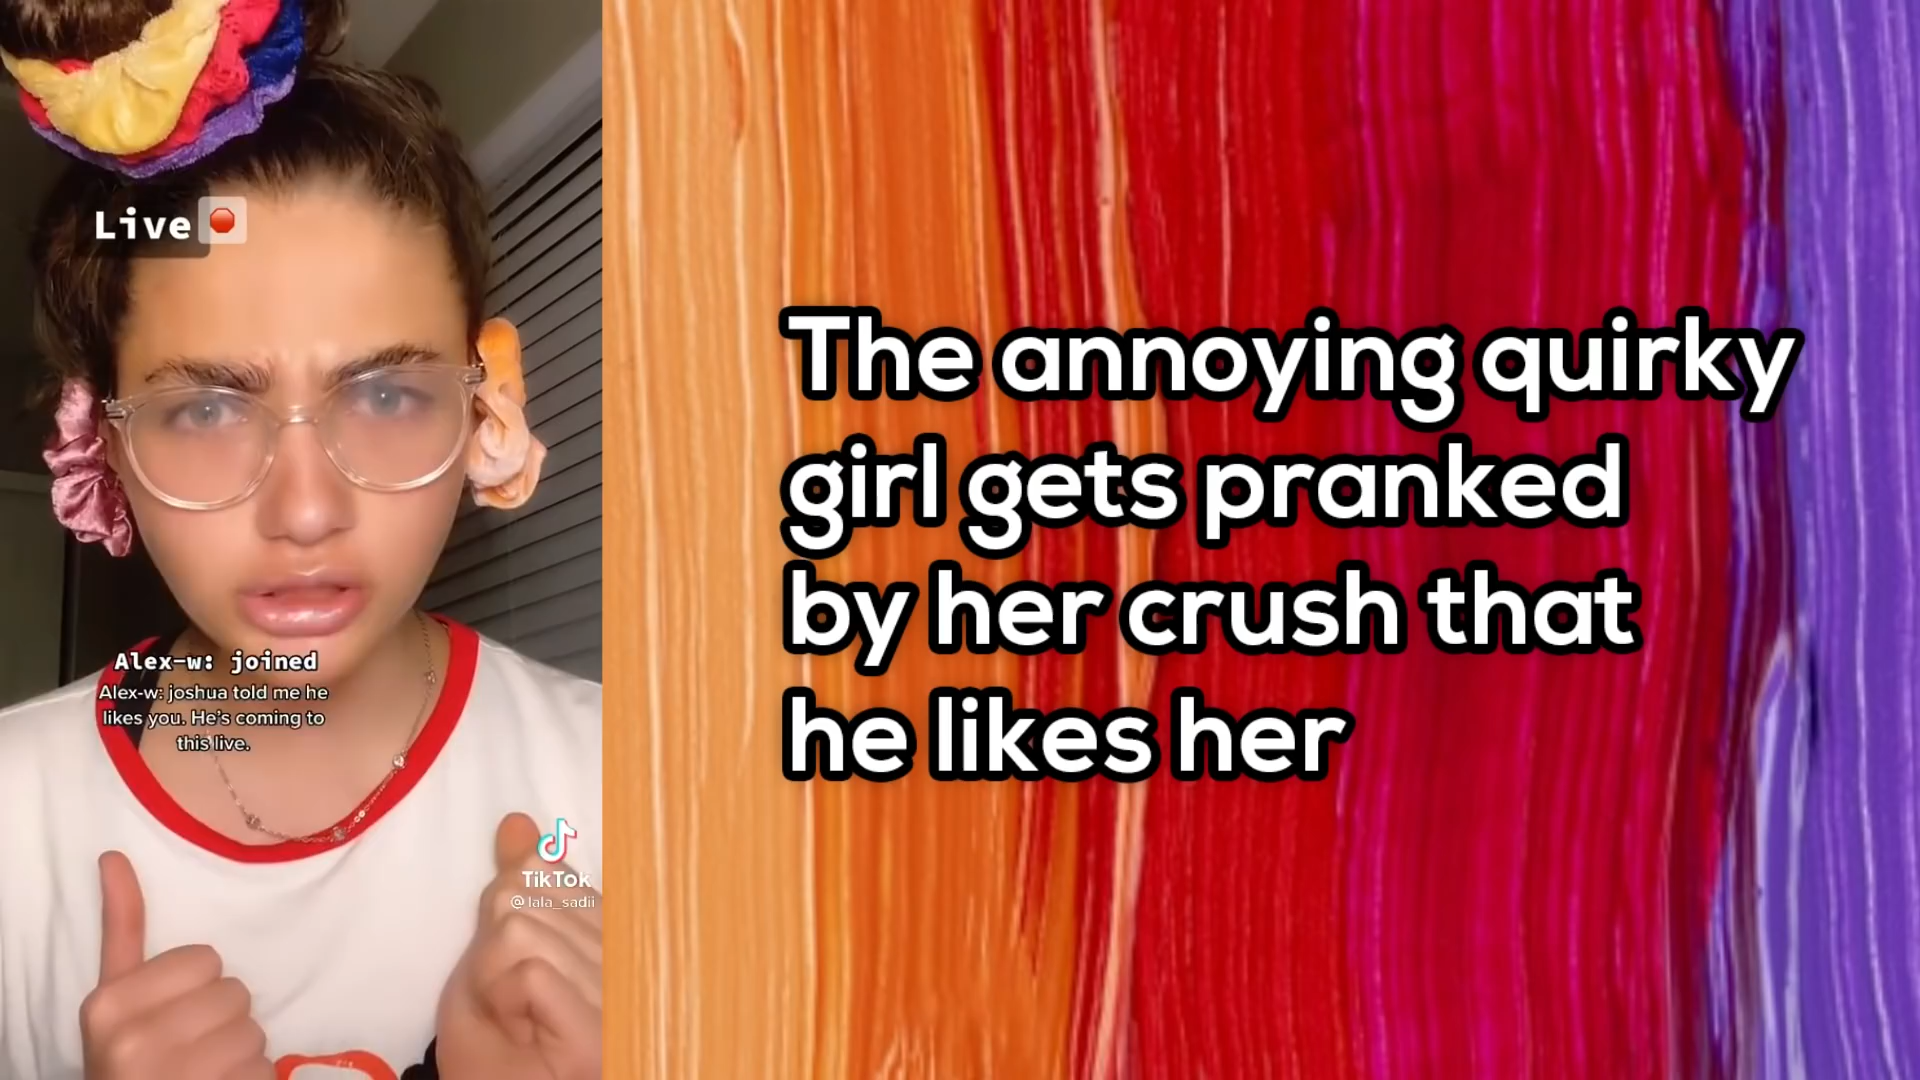 Live
Alex-w: joined
Alex-w: joshua told me he
likes you. He's coming to
this live.
TikTok
@lala_sadii
The annoying quirky
girl gets pranked
by her crush that
he likes her